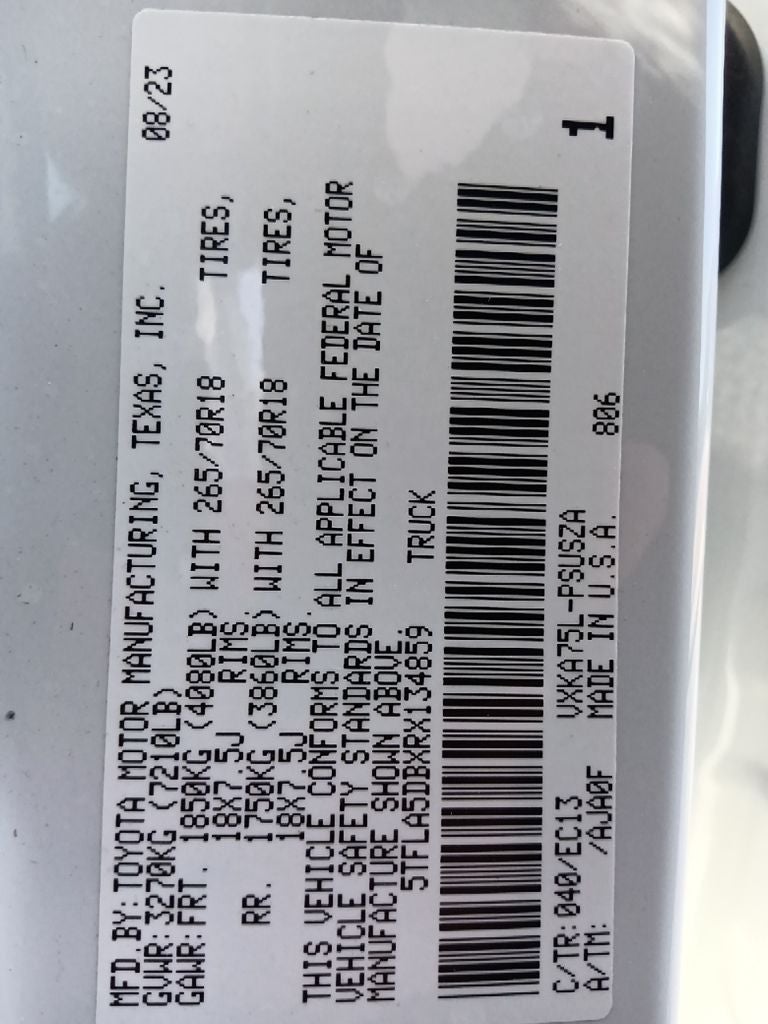 MFD BY: TOYOTA MOTOR MANUFACTURING, TEXAS, INC. 08/23
GVWR: 3270KG (7210LB)
GAWR: FRT. 1850KG (4080LB) WITH 265/70R18 TIRES,
18X7.5J RIMS.
RR. 1750KG (3860LB) WITH 265/70R18 TIRES,
18X7.5J RIMS.
THIS VEHICLE CONFORMS TO ALL APPLICABLE FEDERAL MOTOR
VEHICLE SAFETY STANDARDS IN EFFECT ON THE DATE OF
MANUFACTURE SHOWN ABOVE.
5TFLA5DBXRX134859 TRUCK
C/TR: 040/EC13 VXKA75L-PSUSZA 1
A/TM: /AJA0F MADE IN U.S.A. 806